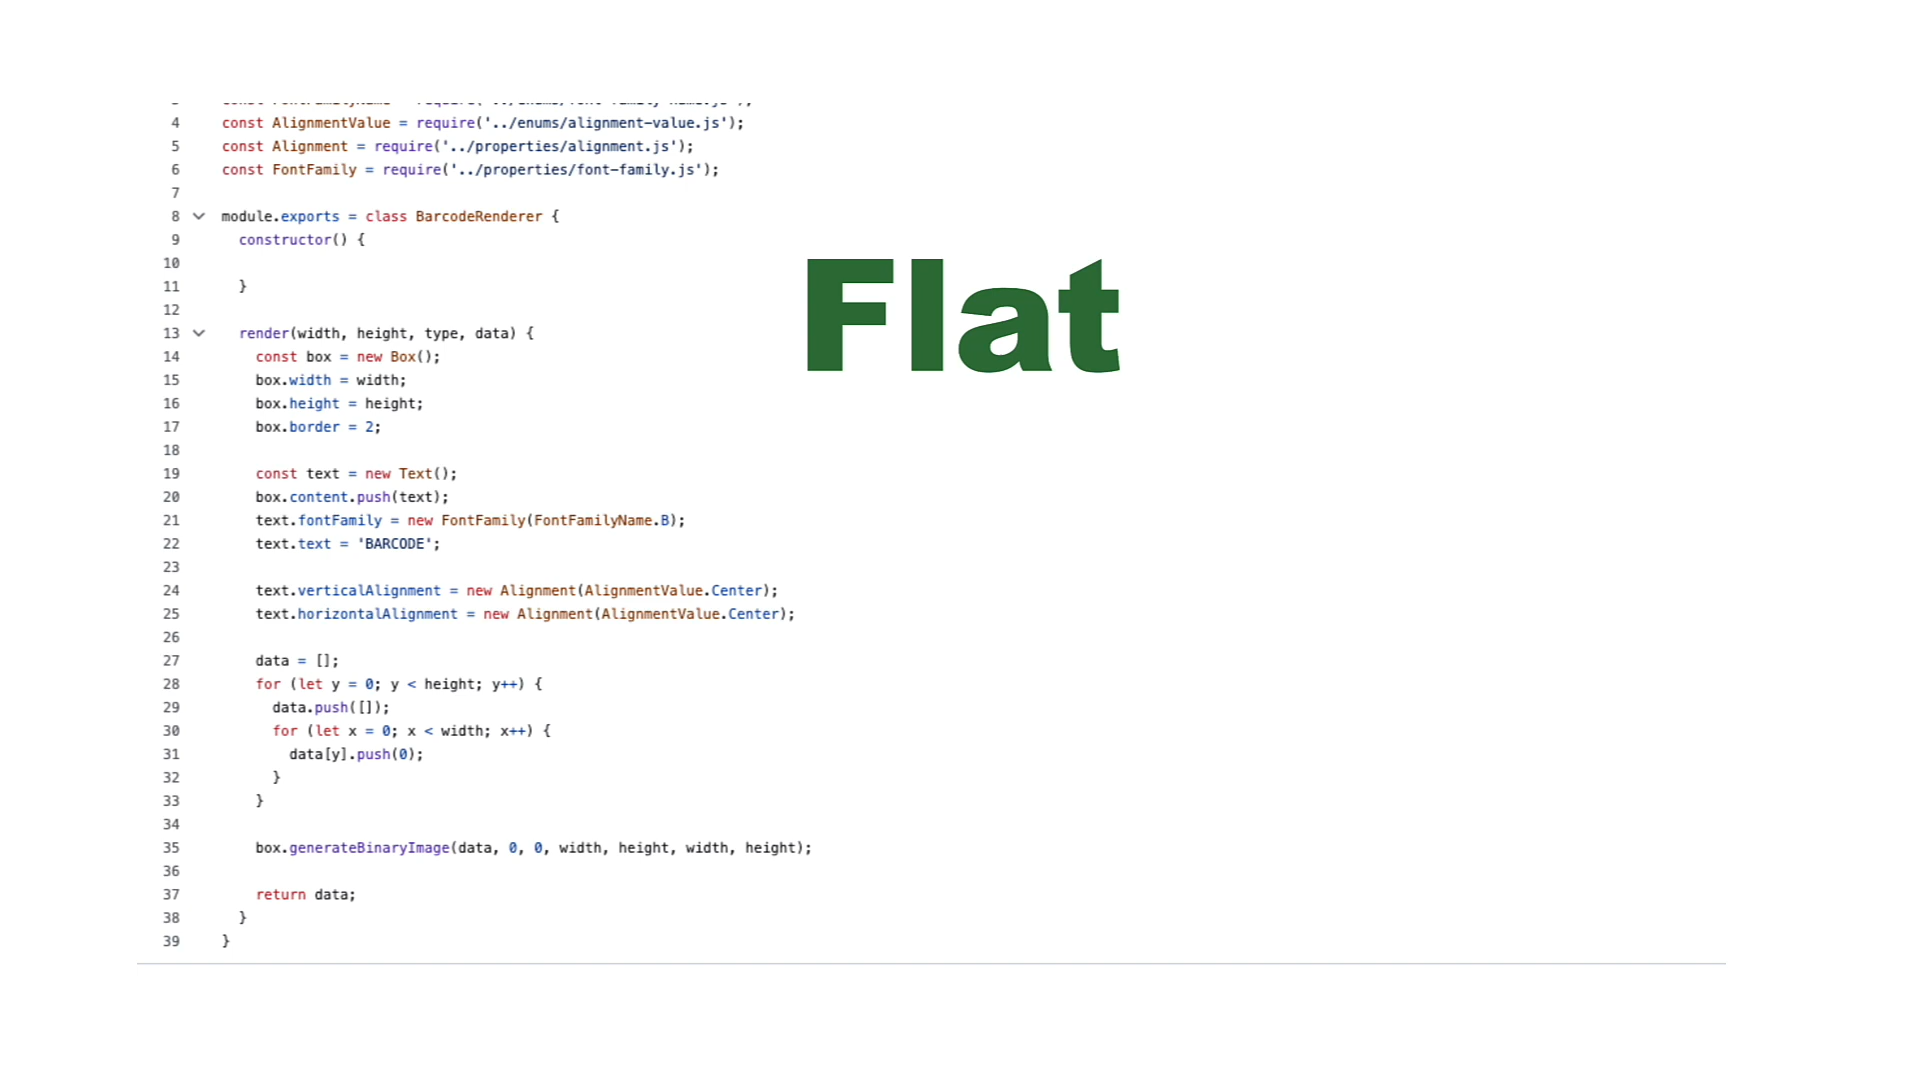 4 const AlignmentValue = require('../enums/alignment-value.js');
5 const Alignment = require('../properties/alignment.js');
6 const FontFamily = require('../properties/font-family.js');
7
8 module.exports = class BarcodeRenderer {
9 constructor() {
10
11 }
12
13 render(width, height, type, data) {
14 const box = new Box();
15 box.width = width;
16 box.height = height;
17 box.border = 2;
18
19 const text = new Text();
20 box.content.push(text);
21 text.fontFamily = new FontFamily(FontFamilyName.B);
22 text.text = 'BARCODE';
23
24 text.verticalAlignment = new Alignment(AlignmentValue.Center);
25 text.horizontalAlignment = new Alignment(AlignmentValue.Center);
26
27 data = [];
28 for (let y = 0; y < height; y++) {
29 data.push([]);
30 for (let x = 0; x < width; x++) {
31 data[y].push(0);
32 }
33 }
34
35 box.generateBinaryImage(data, 0, 0, width, height, width, height);
36
37 return data;
38 }
39 }
Flat